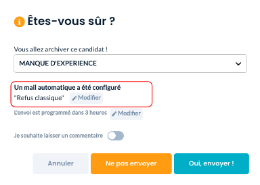 Êtes-vous sûr ?
Vous allez archiver ce candidat !
MANQUE D'EXPERIENCE
Un mail automatique a été configuré
"Refus classique" Modifier
L'envoi est programmé dans 3 heures Modifier
Je souhaite laisser un commentaire
Annuler Ne pas envoyer Oui, envoyer !